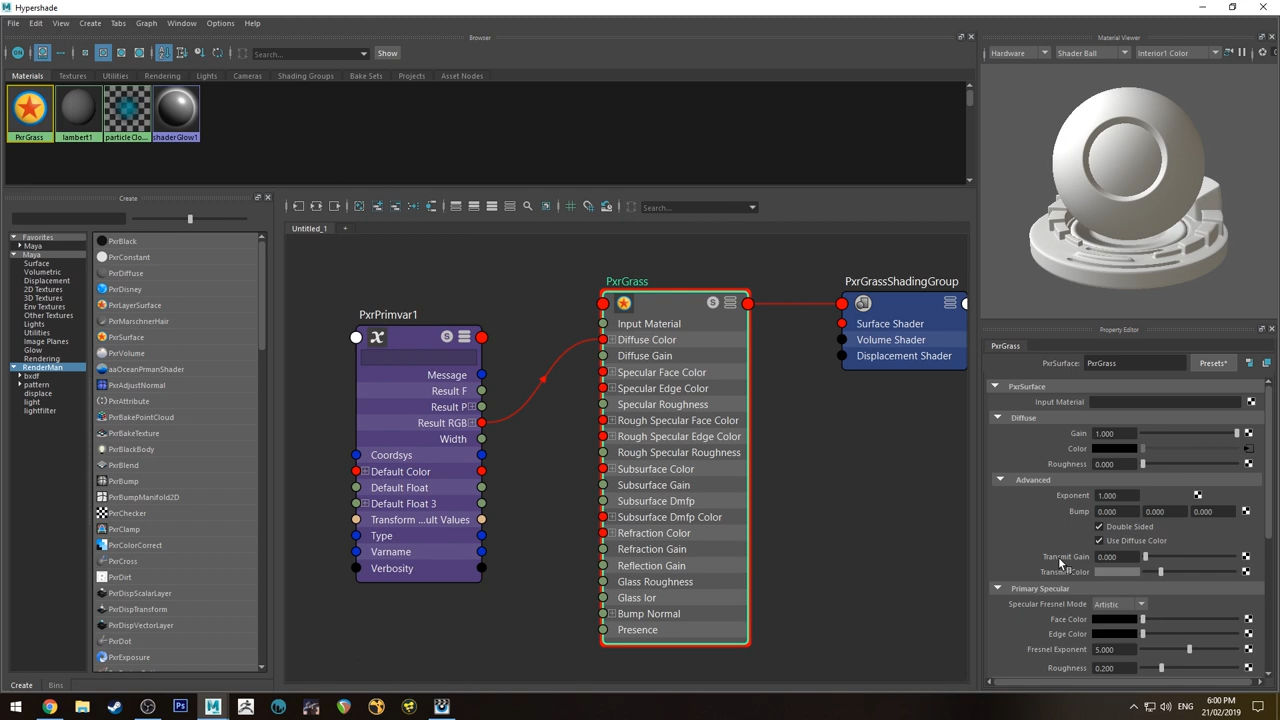 Hypershade
File Edit View Create Tabs Graph Window Options Help
Browser
Material Viewer
ON
Search...
Show
Hardware Shader Ball Interior1 Color
Materials Textures Utilities Rendering Lights Cameras Shading Groups Bake Sets Projects Asset Nodes
PxrGrass lambert1 particleClo... shaderGlow1
Create
Search...
Untitled_1 +
Favorites
Maya
Maya
Surface
Volumetric
Displacement
2D Textures
3D Textures
Env Textures
Other Textures
Lights
Utilities
Image Planes
Glow
Rendering
RenderMan
bxdf
pattern
displace
light
lightfilter
PxrBlack
PxrConstant
PxrDiffuse
PxrDisney
PxrLayerSurface
PxrMarschnerHair
PxrSurface
PxrVolume
aaOceanPrmanShader
PxrAdjustNormal
PxrAttribute
PxrBakePointCloud
PxrBakeTexture
PxrBlackBody
PxrBlend
PxrBump
PxrBumpManifold2D
PxrChecker
PxrClamp
PxrColorCorrect
PxrCross
PxrDirt
PxrDispScalarLayer
PxrDispTransform
PxrDispVectorLayer
PxrDot
PxrExposure
Create Bins
PxrPrimvar1
S
Message
Result F
Result P
Result RGB
Width
Coordsys
Default Color
Default Float
Default Float 3
Transform ...ult Values
Type
Varname
Verbosity
PxrGrass
S
Input Material
Diffuse Color
Diffuse Gain
Specular Face Color
Specular Edge Color
Specular Roughness
Rough Specular Face Color
Rough Specular Edge Color
Rough Specular Roughness
Subsurface Color
Subsurface Gain
Subsurface Dmfp
Subsurface Dmfp Color
Refraction Color
Refraction Gain
Reflection Gain
Glass Roughness
Glass Ior
Bump Normal
Presence
PxrGrassShadingGroup
Surface Shader
Volume Shader
Displacement Shader
Property Editor
PxrGrass
PxrSurface: PxrGrass Presets*
PxrSurface
Input Material
Diffuse
Gain 1.000
Color
Roughness 0.000
Advanced
Exponent 1.000
Bump 0.000 0.000 0.000
Double Sided
Use Diffuse Color
Transmit Gain 0.000
Transmit Color
Primary Specular
Specular Fresnel Mode Artistic
Face Color
Edge Color
Fresnel Exponent 5.000
Roughness 0.200
ENG
6:00 PM
21/02/2019